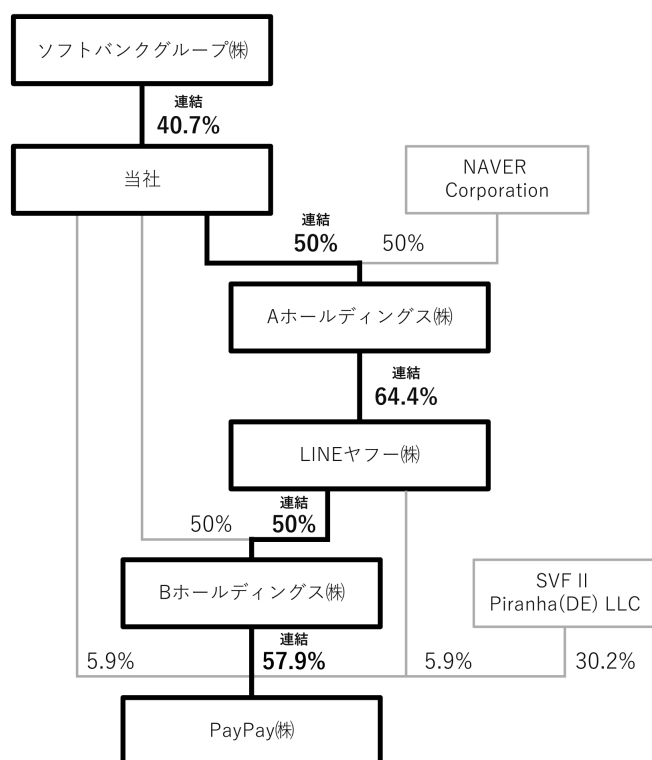 ソフトバンクグループ㈱
連結
40.7%
当社
NAVER
Corporation
連結
50%
50%
Aホールディングス㈱
連結
64.4%
LINEヤフー㈱
50%
連結
50%
Bホールディングス㈱
SVF II
Piranha(DE) LLC
5.9%
連結
57.9%
5.9%
30.2%
PayPay㈱